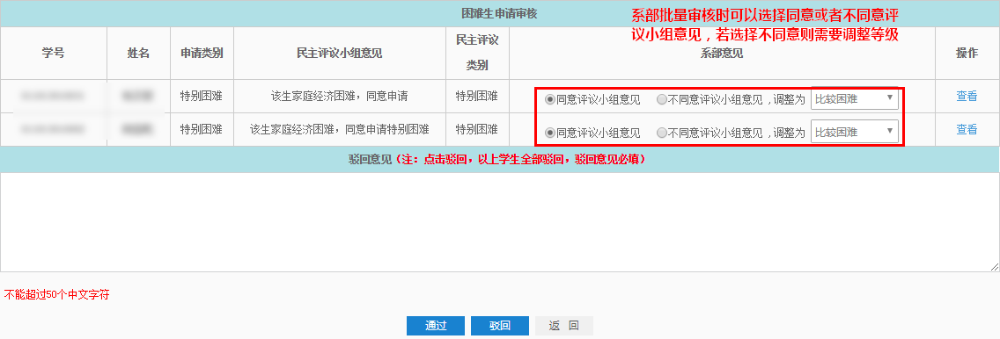 困难生申请审核
系部批量审核时可以选择同意或者不同意评
议小组意见，若选择不同意则需要调整等级
学号 姓名 申请类别 民主评议小组意见 民主评议 系部意见 操作
类别
特别困难 该生家庭经济困难，同意申请 特别困难 同意评议小组意见 不同意评议小组意见，调整为 比较困难 查看
特别困难 该生家庭经济困难，同意申请特别困难 特别困难 同意评议小组意见 不同意评议小组意见，调整为 比较困难 查看
驳回意见（注：点击驳回，以上学生全部驳回，驳回意见必填）
不能超过50个中文字符
通过 驳回 返 回